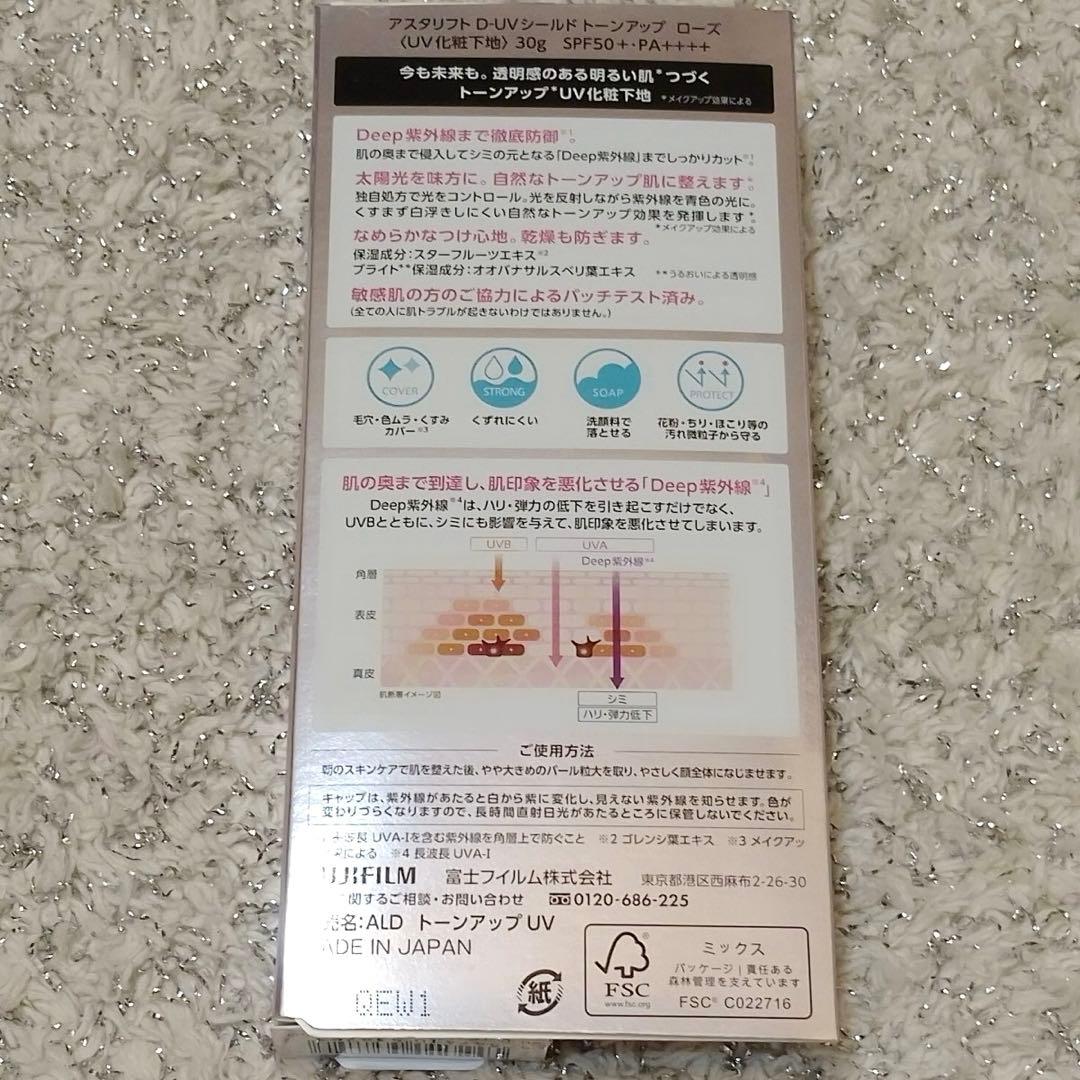 アスタリフト D-UVシールド トーンアップ ローズ
〈UV化粧下地〉30g SPF50+・PA++++
今も未来も。透明感のある明るい肌*つづく
トーンアップ*UV化粧下地 *メイクアップ効果による
Deep紫外線まで徹底防御※1。
肌の奥まで侵入してシミの元となる「Deep紫外線」までしっかりカット※1。
太陽光を味方に。自然なトーンアップ肌に整えます*。
独自処方で光をコントロール。光を反射しながら紫外線を青色の光に。
くすまず白浮きしにくい自然なトーンアップ効果を発揮します*。
*メイクアップ効果による
なめらかなつけ心地。乾燥も防ぎます。
保湿成分:スターフルーツエキス※2
ブライト**保湿成分:オオバナサルスベリ葉エキス **うるおいによる透明感
敏感肌の方のご協力によるパッチテスト済み。
(全ての人に肌トラブルが起きないわけではありません。)
COVER STRONG SOAP PROTECT
毛穴・色ムラ・くすみ くずれにくい 洗顔料で 花粉・ちり・ほこり等の
カバー※3 落とせる 汚れ微粒子から守る
肌の奥まで到達し、肌印象を悪化させる「Deep紫外線※4」
Deep紫外線※4は、ハリ・弾力の低下を引き起こすだけでなく、
UVBとともに、シミにも影響を与えて、肌印象を悪化させてしまいます。
UVB UVA
Deep紫外線※4
角層
表皮
真皮
肌断層イメージ図
シミ
ハリ・弾力低下
ご使用方法
朝のスキンケアで肌を整えた後、やや大きめのパール粒大を取り、やさしく顔全体になじませます。
キャップは、紫外線があたると白から紫に変化し、見えない紫外線を知らせます。色が
変わりづらくなりますので、長時間直射日光があたるところに保管しないでください。
波長 UVA-Iを含む紫外線を角層上で防ぐこと ※2 ゴレンシ葉エキス ※3 メイクアッ
による ※4 長波長 UVA-I
UJIFILM 富士フイルム株式会社 東京都港区西麻布2-26-30
関するご相談・お問い合わせ 0120-686-225
売名:ALD トーンアップUV
ADE IN JAPAN
紙
FSC
www.fsc.org
ミックス
パッケージ|責任ある
森林管理を支えています
FSC® C022716
QEW1